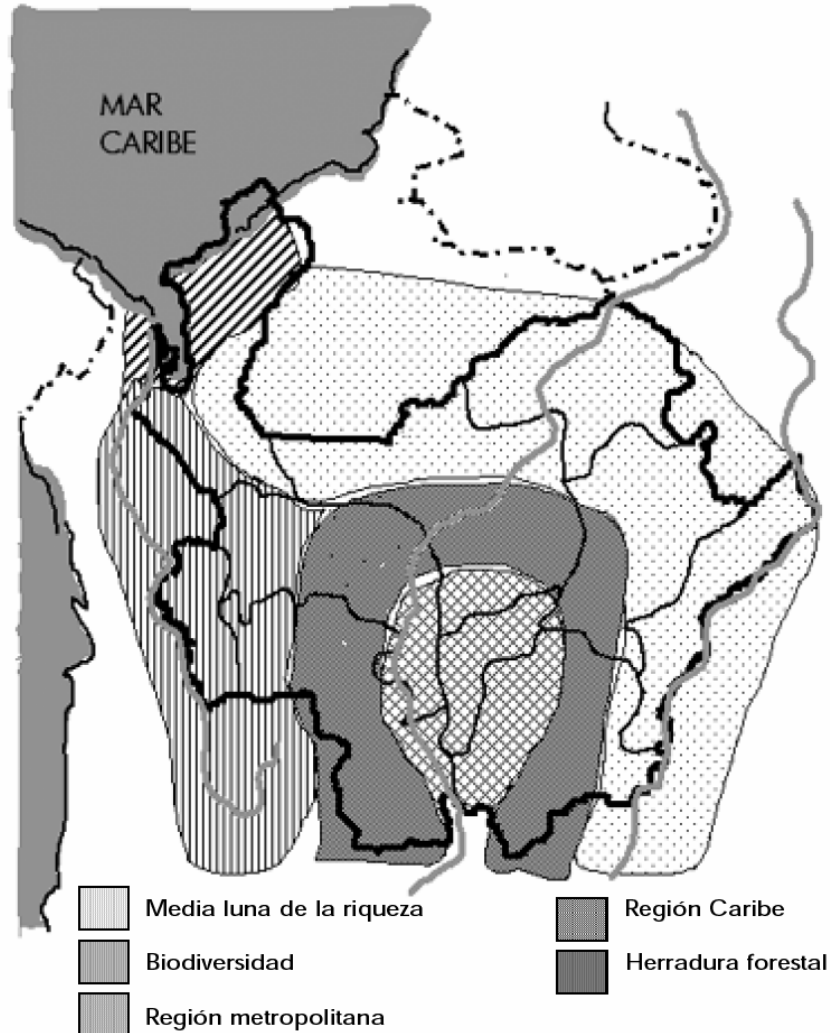 MAR
CARIBE
Media luna de la riqueza
Biodiversidad
Región metropolitana
Región Caribe
Herradura forestal